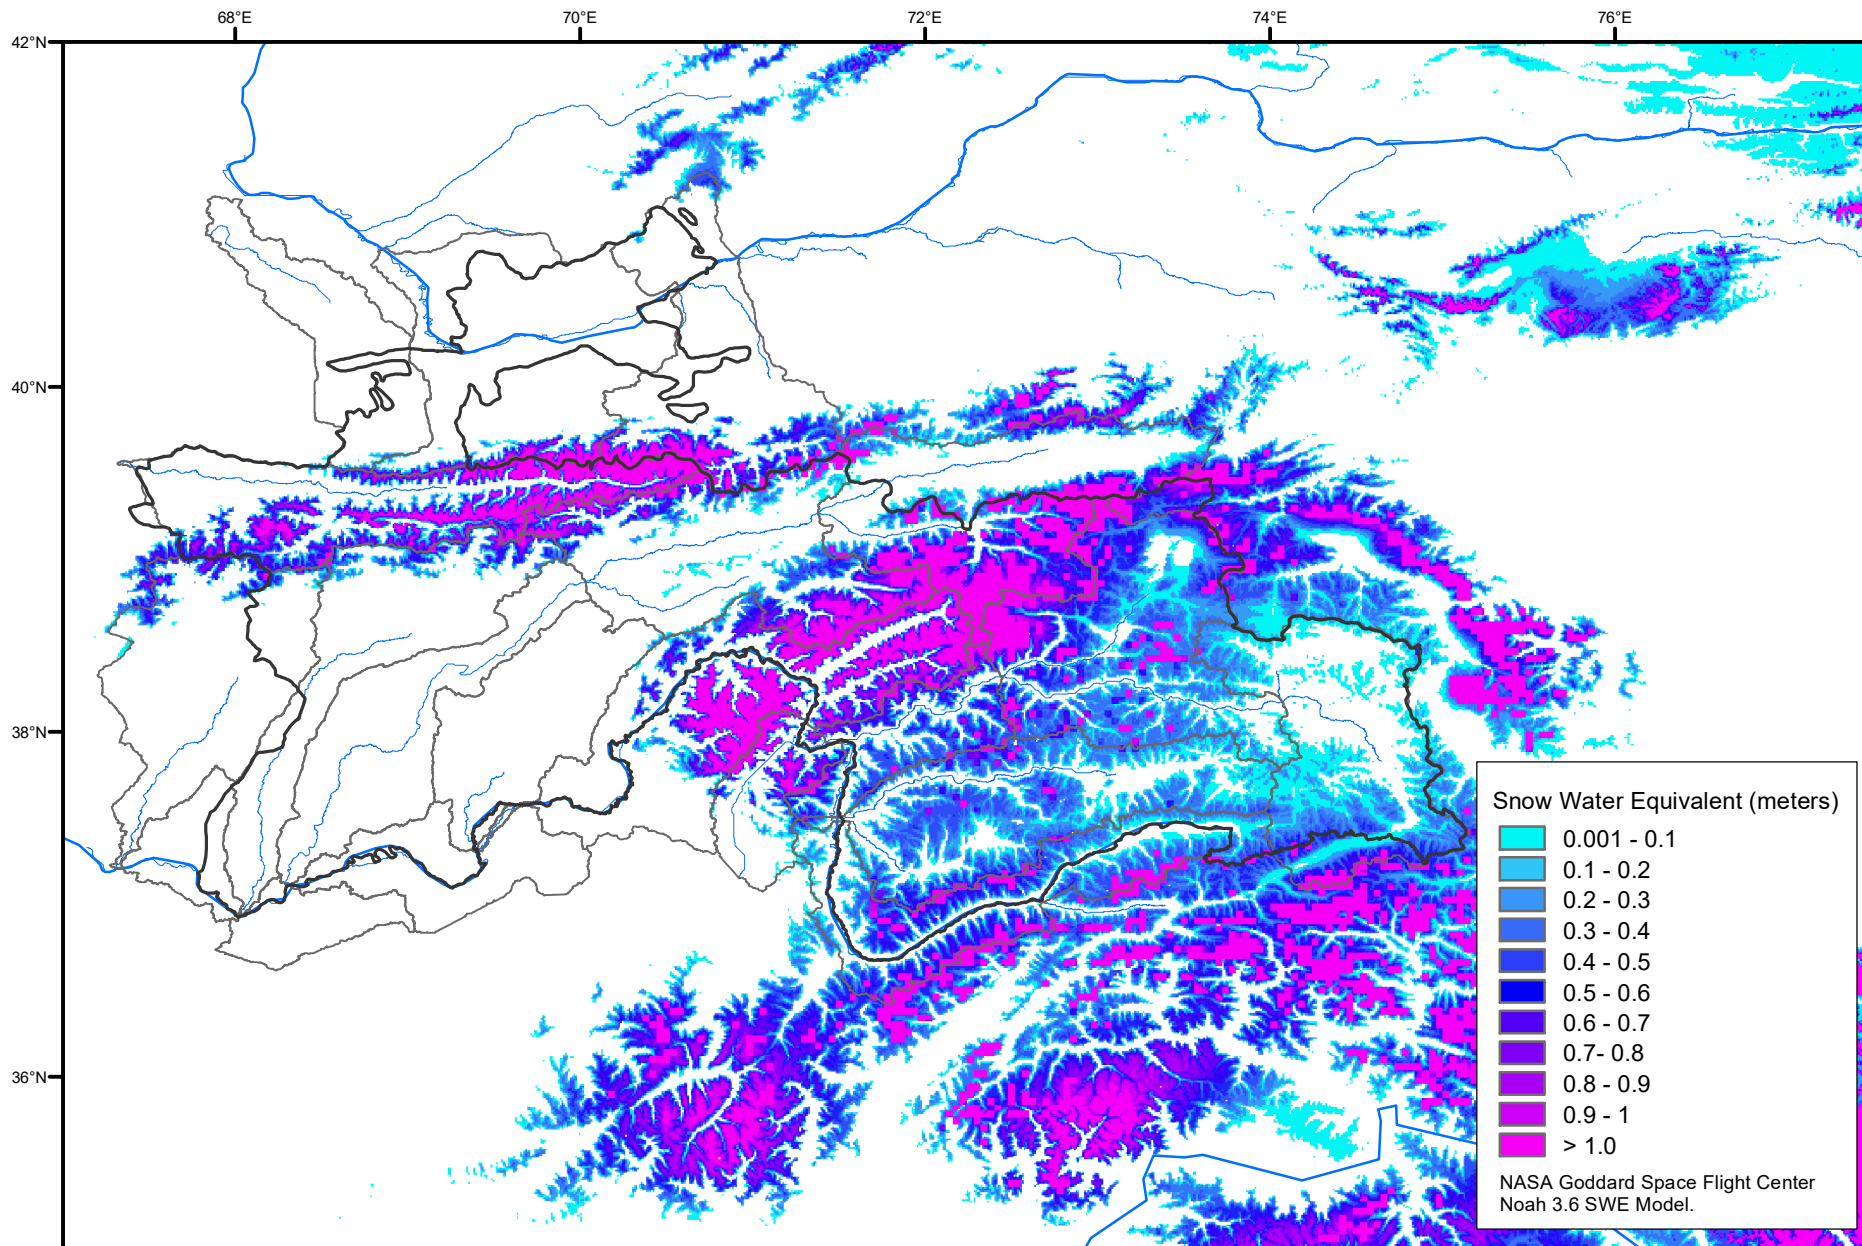 68°E 70°E 72°E 74°E 76°E
42°N
40°N
38°N
36°N
Snow Water Equivalent (meters)
0.001 - 0.1
0.1 - 0.2
0.2 - 0.3
0.3 - 0.4
0.4 - 0.5
0.5 - 0.6
0.6 - 0.7
0.7- 0.8
0.8 - 0.9
0.9 - 1
> 1.0
NASA Goddard Space Flight Center
Noah 3.6 SWE Model.